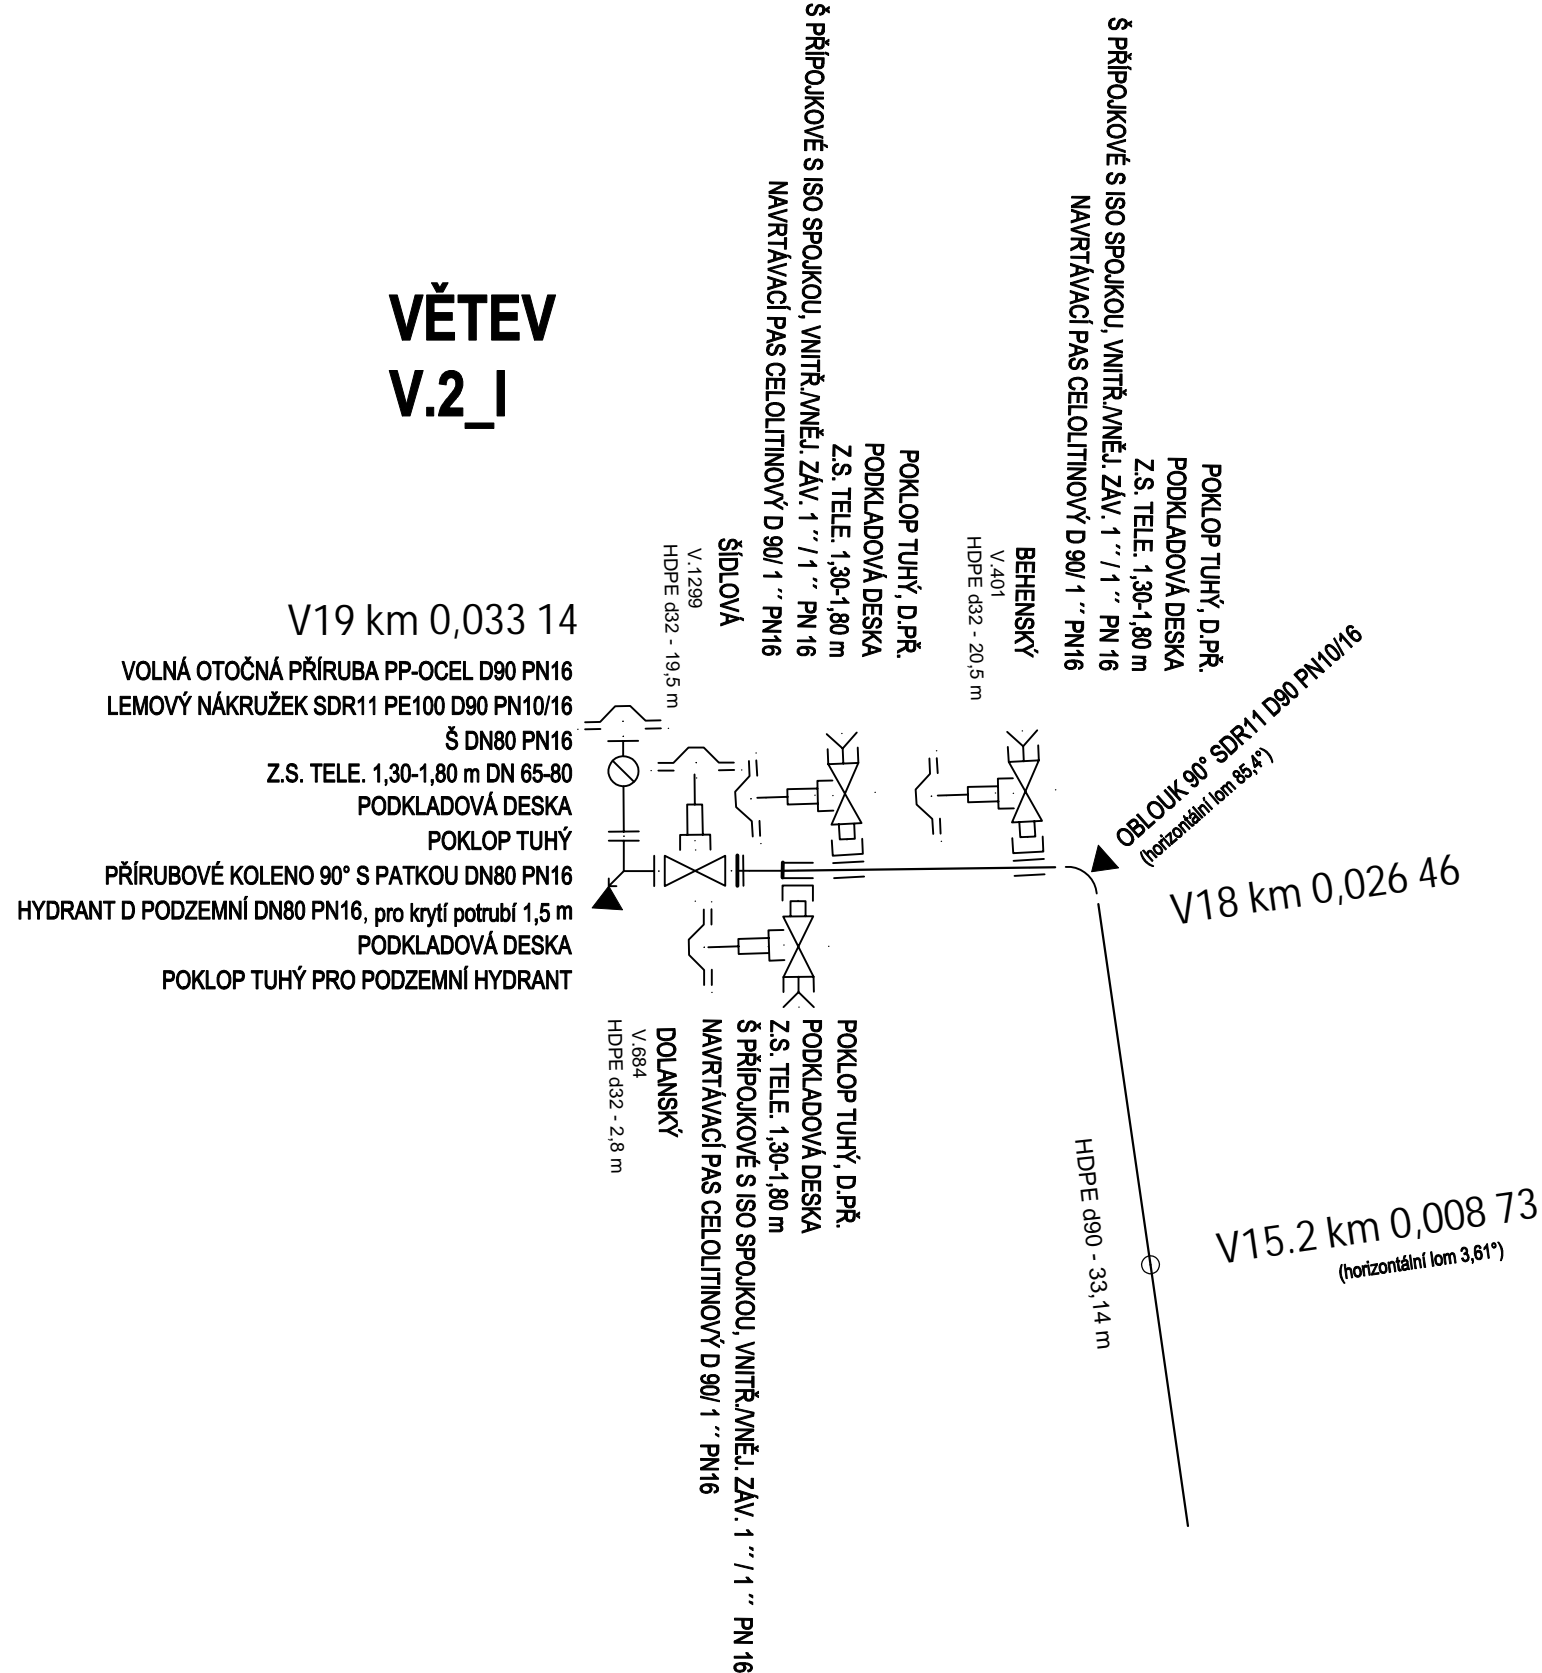 VĚTEV
V.2_I
V19 km 0,033 14
VOLNÁ OTOČNÁ PŘÍRUBA PP-OCEL D90 PN16
LEMOVÝ NÁKRUŽEK SDR11 PE100 D90 PN10/16
Š DN80 PN16
Z.S. TELE. 1,30-1,80 m DN 65-80
PODKLADOVÁ DESKA
POKLOP TUHÝ
PŘÍRUBOVÉ KOLENO 90° S PATKOU DN80 PN16
HYDRANT D PODZEMNÍ DN80 PN16, pro krytí potrubí 1,5 m
PODKLADOVÁ DESKA
POKLOP TUHÝ PRO PODZEMNÍ HYDRANT
POKLOP TUHÝ, D.PŘ.
PODKLADOVÁ DESKA
Z.S. TELE. 1,30-1,80 m
Š PŘÍPOJKOVÉ S ISO SPOJKOU, VNITŘ./VNĚJ. ZÁV. 1 ´´ / 1 ´´ PN 16
NAVRTÁVACÍ PAS CELOLITINOVÝ D 90/ 1 ´´ PN16
ŠÍDLOVÁ
V.1299
HDPE d32 - 19,5 m
POKLOP TUHÝ, D.PŘ.
PODKLADOVÁ DESKA
Z.S. TELE. 1,30-1,80 m
Š PŘÍPOJKOVÉ S ISO SPOJKOU, VNITŘ./VNĚJ. ZÁV. 1 ´´ / 1 ´´ PN 16
NAVRTÁVACÍ PAS CELOLITINOVÝ D 90/ 1 ´´ PN16
BEHENSKÝ
V.401
HDPE d32 - 20,5 m
OBLOUK 90° SDR11 D90 PN10/16
(horizontální lom 85,4°)
V18 km 0,026 46
POKLOP TUHÝ, D.PŘ.
PODKLADOVÁ DESKA
Z.S. TELE. 1,30-1,80 m
Š PŘÍPOJKOVÉ S ISO SPOJKOU, VNITŘ./VNĚJ. ZÁV. 1 ´´ / 1 ´´ PN 16
NAVRTÁVACÍ PAS CELOLITINOVÝ D 90/ 1 ´´ PN16
DOLANSKÝ
V.684
HDPE d32 - 2,8 m
HDPE d90 - 33,14 m
V15.2 km 0,008 73
(horizontální lom 3,61°)